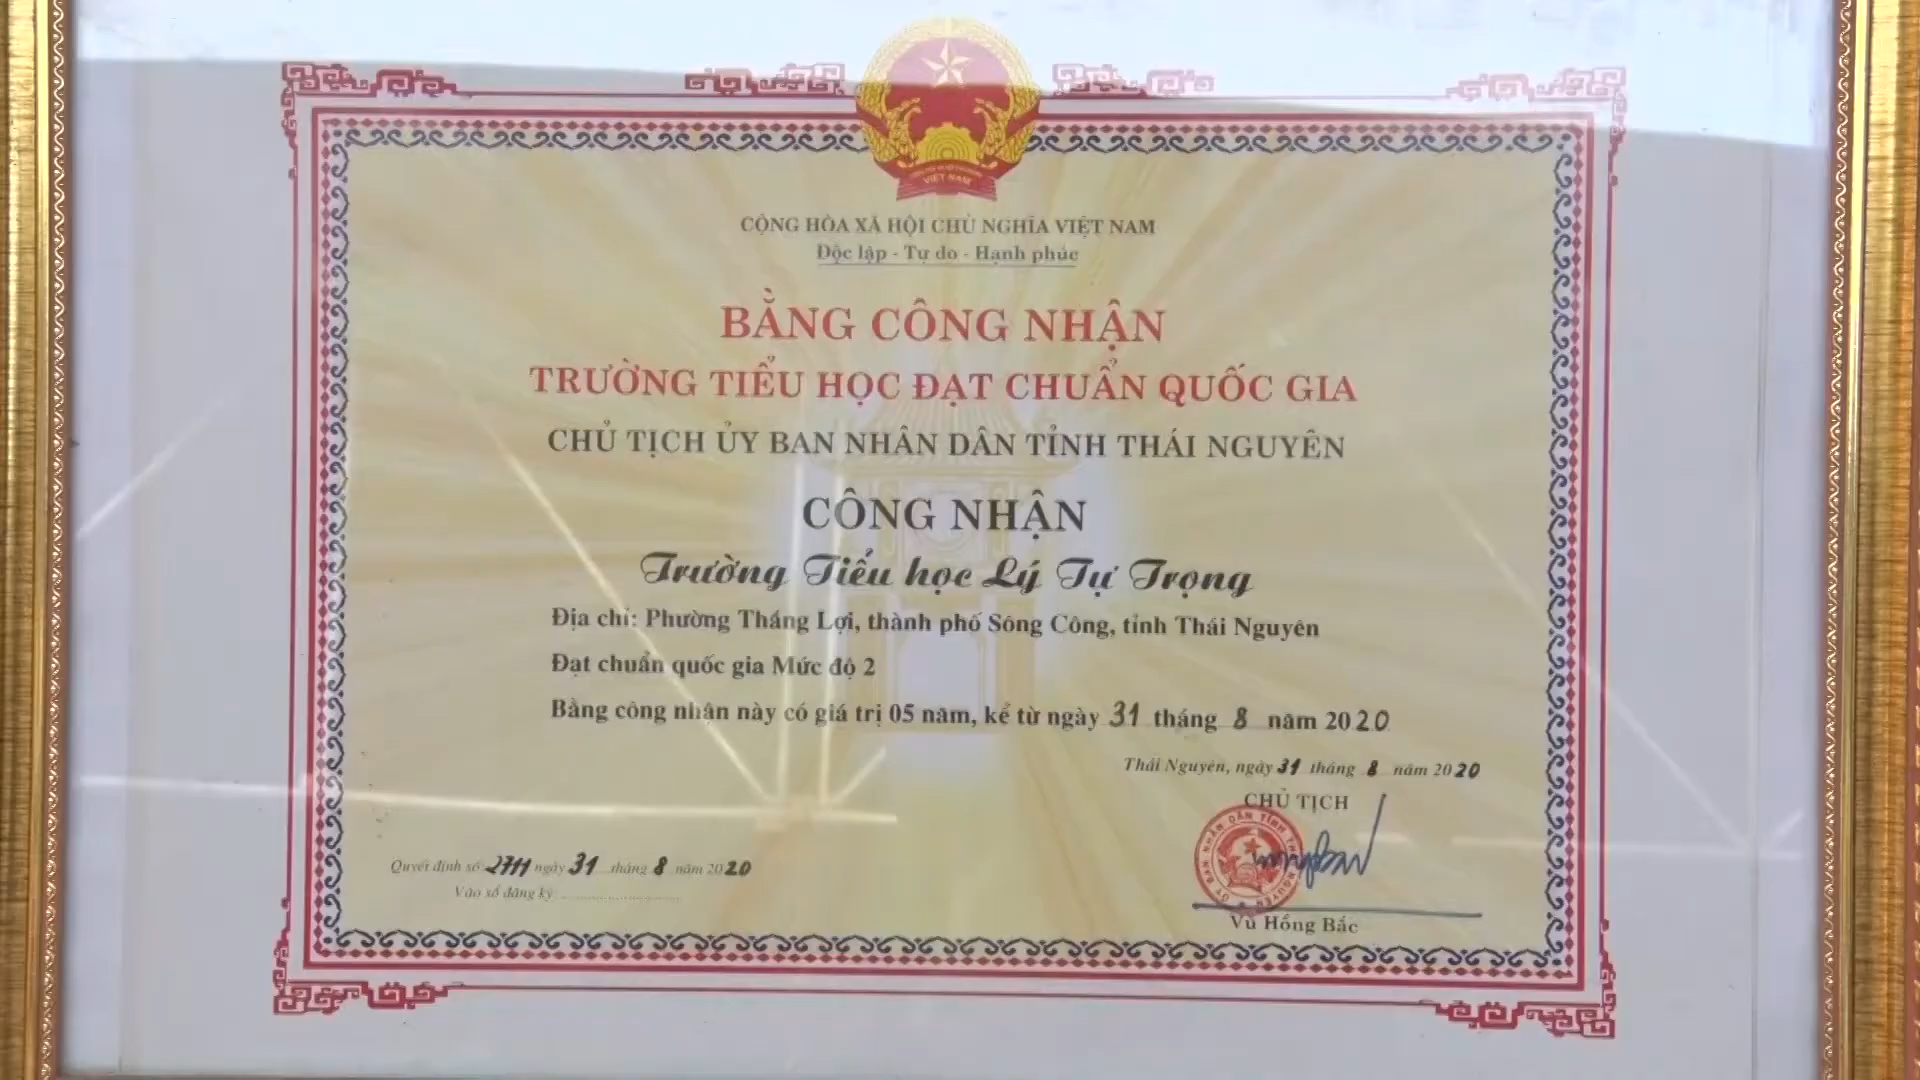 VIỆT NAM
CỘNG HÒA XÃ HỘI CHỦ NGHĨA VIỆT NAM
Độc lập - Tự do - Hạnh phúc
BẰNG CÔNG NHẬN
TRƯỜNG TIỂU HỌC ĐẠT CHUẨN QUỐC GIA
CHỦ TỊCH ỦY BAN NHÂN DÂN TỈNH THÁI NGUYÊN
CÔNG NHẬN
Trường Tiểu học Lý Tự Trọng
Địa chỉ: Phường Thắng Lợi, thành phố Sông Công, tỉnh Thái Nguyên
Đạt chuẩn quốc gia Mức độ 2
Bằng công nhận này có giá trị 05 năm, kể từ ngày 31 tháng 8 năm 2020
Thái Nguyên, ngày 31 tháng 8 năm 2020
CHỦ TỊCH
Quyết định số: 2711 ngày 31 tháng 8 năm 2020
Vào sổ đăng ký:
Vũ Hồng Bắc